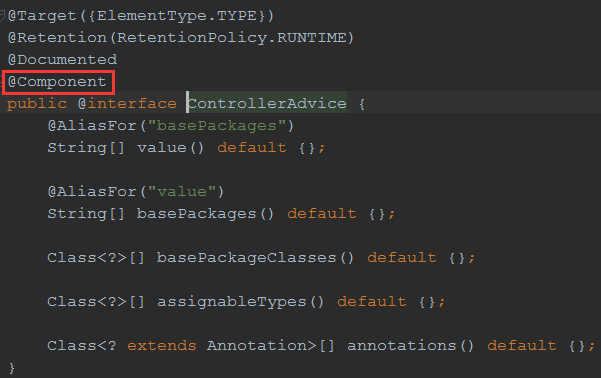 @Target({ElementType.TYPE})
@Retention(RetentionPolicy.RUNTIME)
@Documented
@Component
public @interface ControllerAdvice {
    @AliasFor("basePackages")
    String[] value() default {};

    @AliasFor("value")
    String[] basePackages() default {};

    Class<?>[] basePackageClasses() default {};

    Class<?>[] assignableTypes() default {};

    Class<? extends Annotation>[] annotations() default {};
}